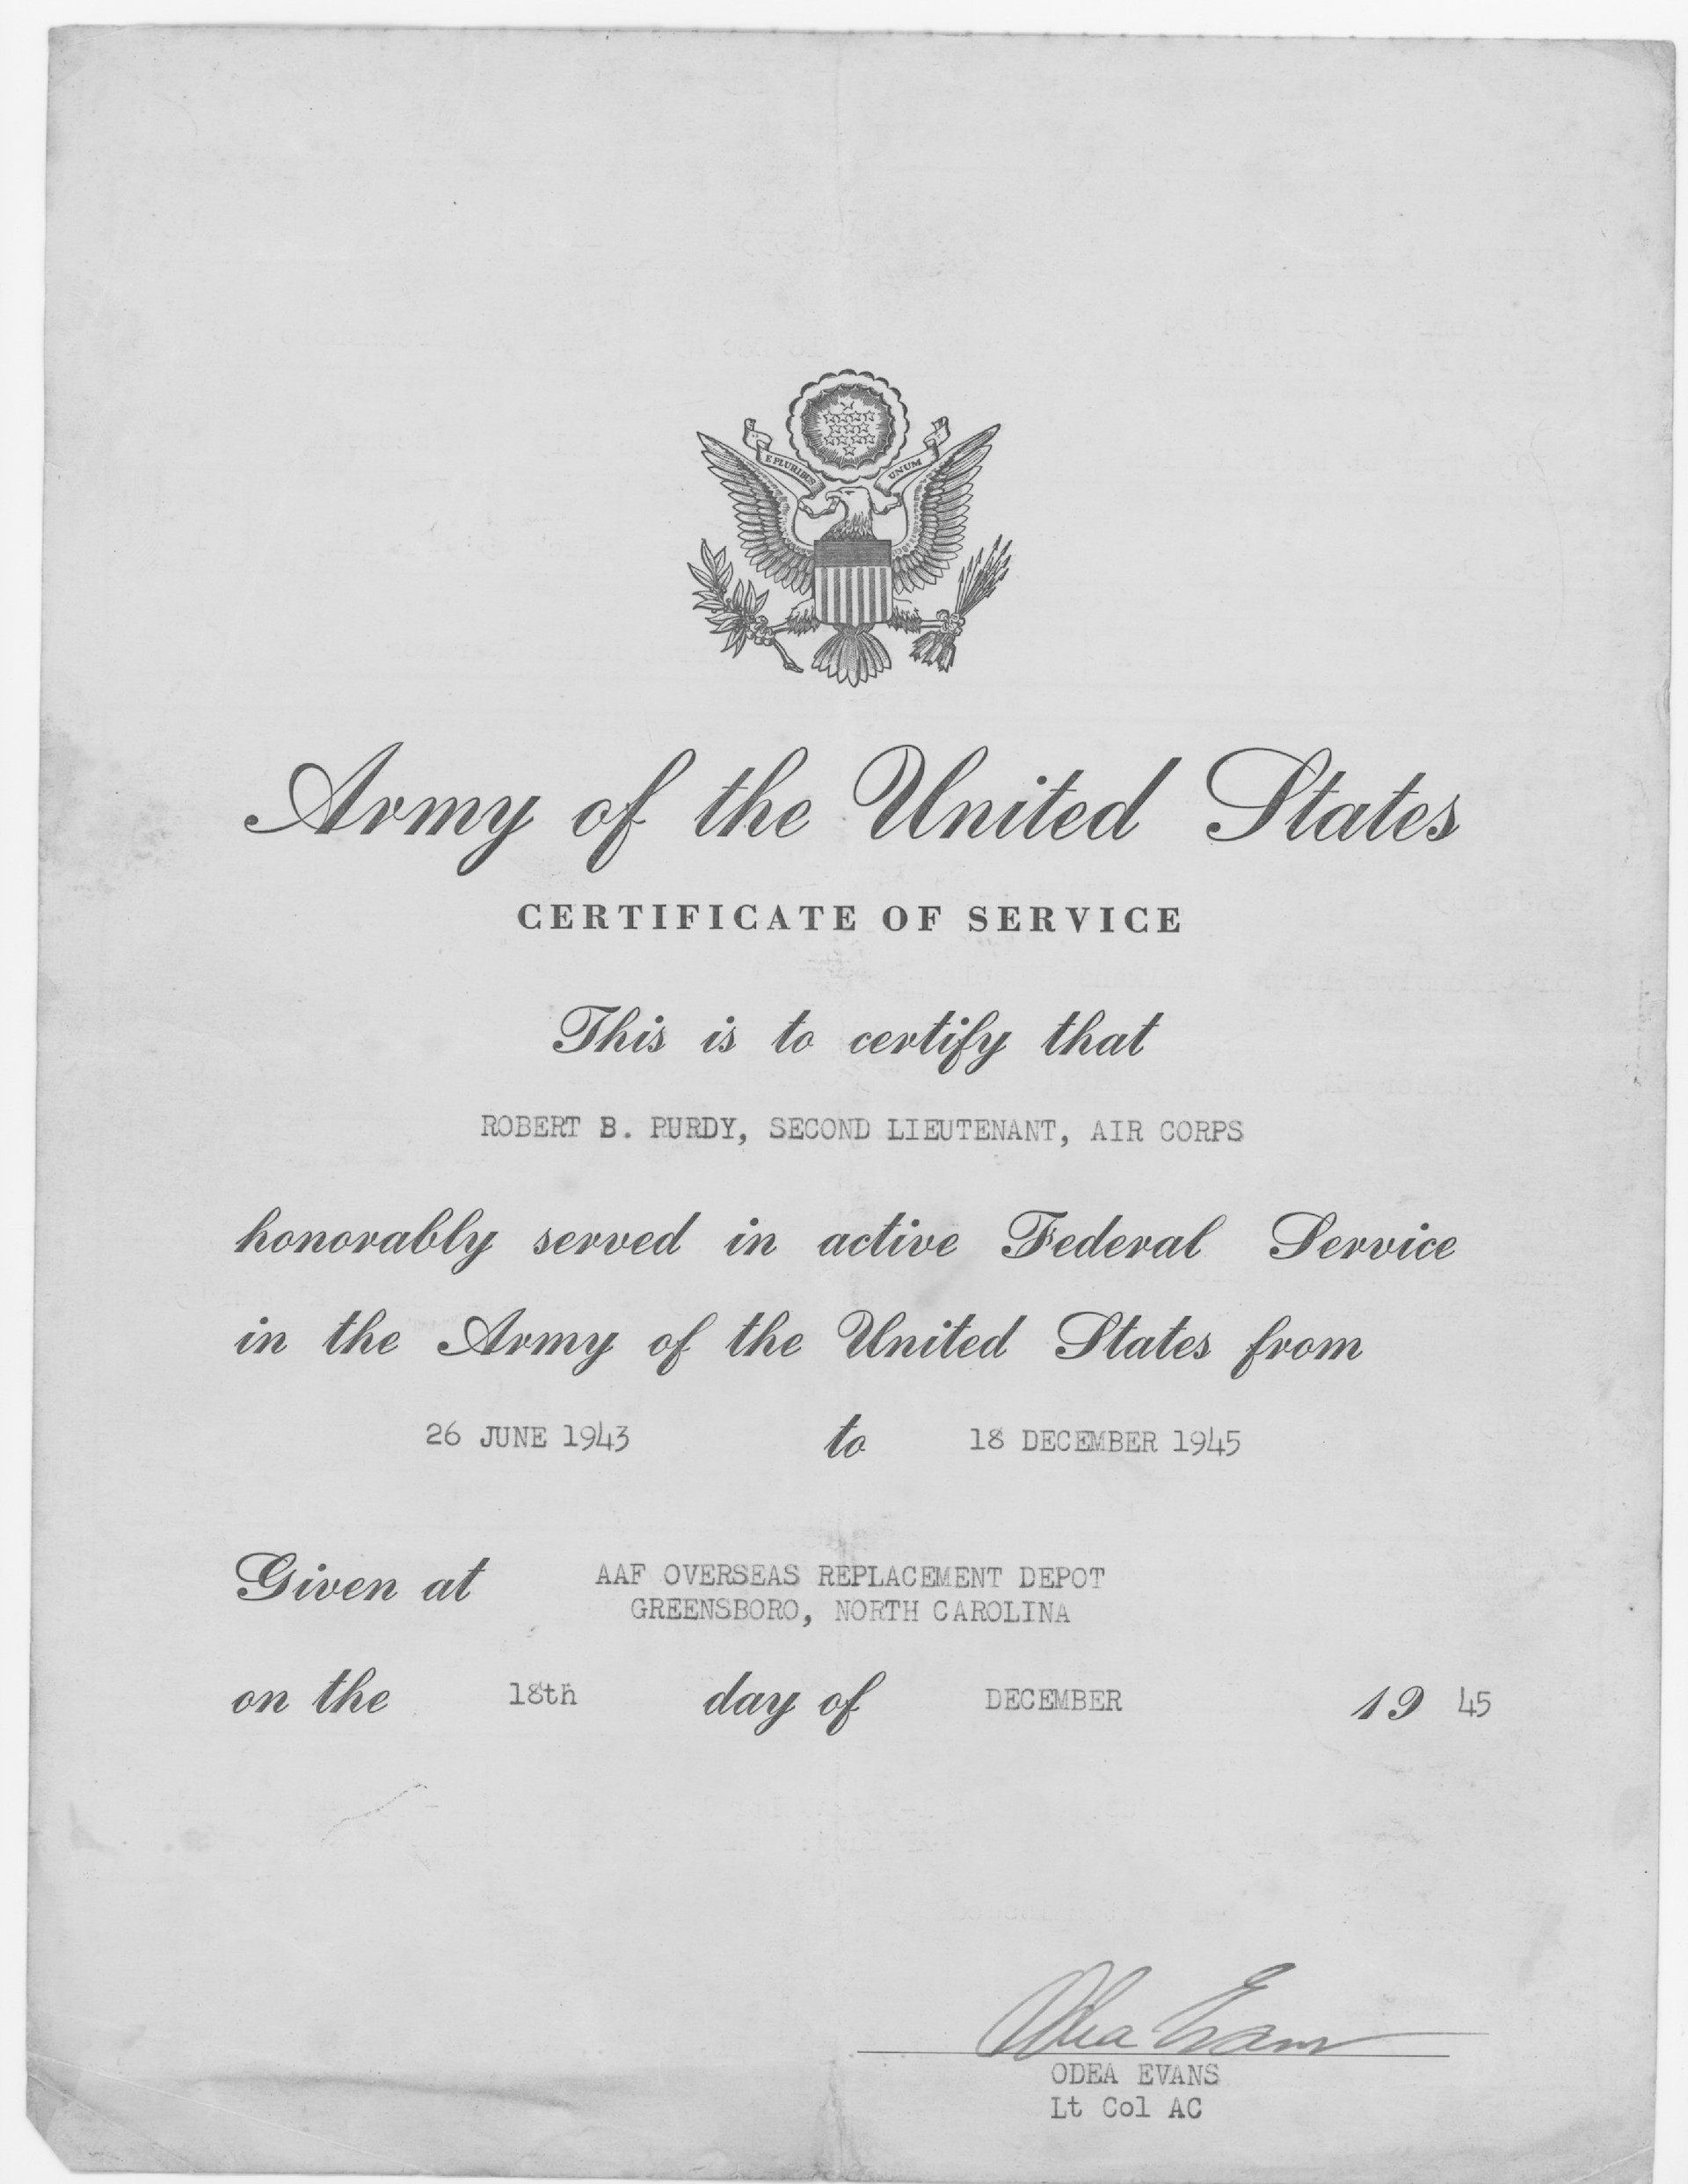 E PLURIBUS UNUM
Army of the United States
CERTIFICATE OF SERVICE
This is to certify that
ROBERT B. PURDY, SECOND LIEUTENANT, AIR CORPS
honorably served in active Federal Service
in the Army of the United States from
26 JUNE 1943 to 18 DECEMBER 1945
Given at AAF OVERSEAS REPLACEMENT DEPOT
GREENSBORO, NORTH CAROLINA
on the 18th day of DECEMBER 19 45
Odea Evans
ODEA EVANS
Lt Col AC